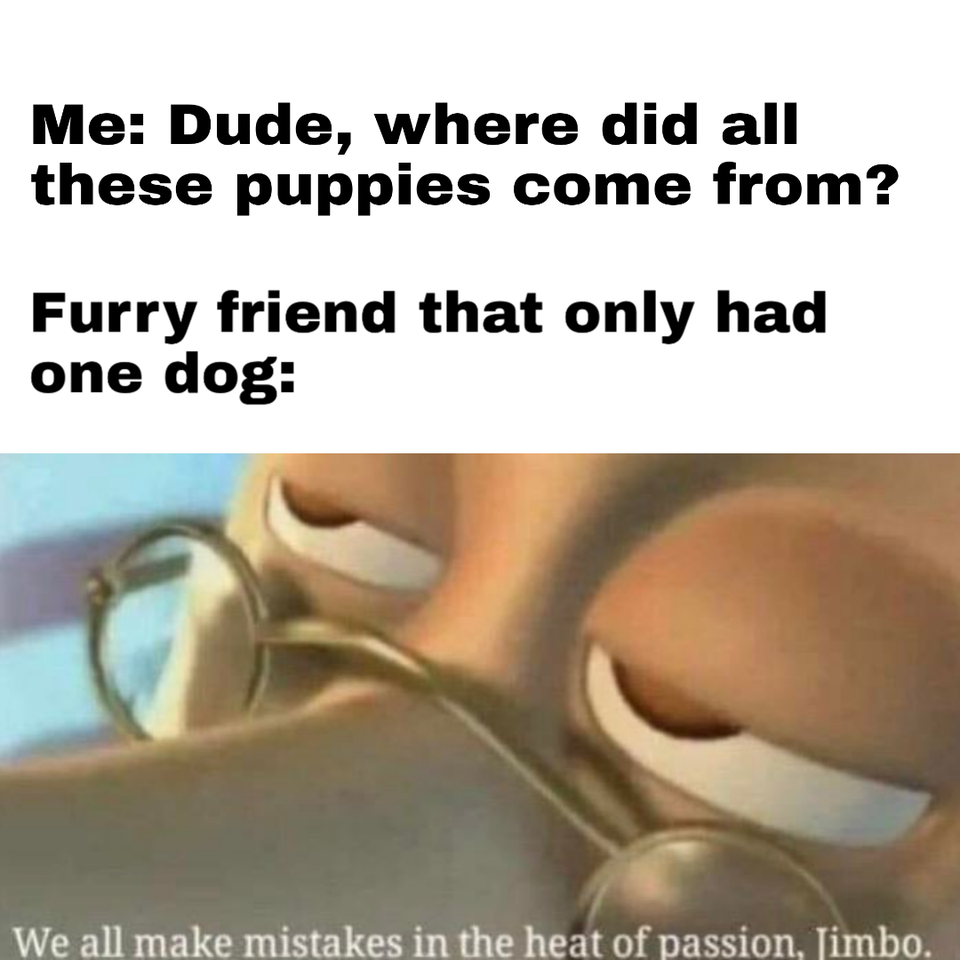 Me: Dude, where did all
these puppies come from?
Furry friend that only had
one dog:
We all make mistakes in the heat of passion, Jimbo.